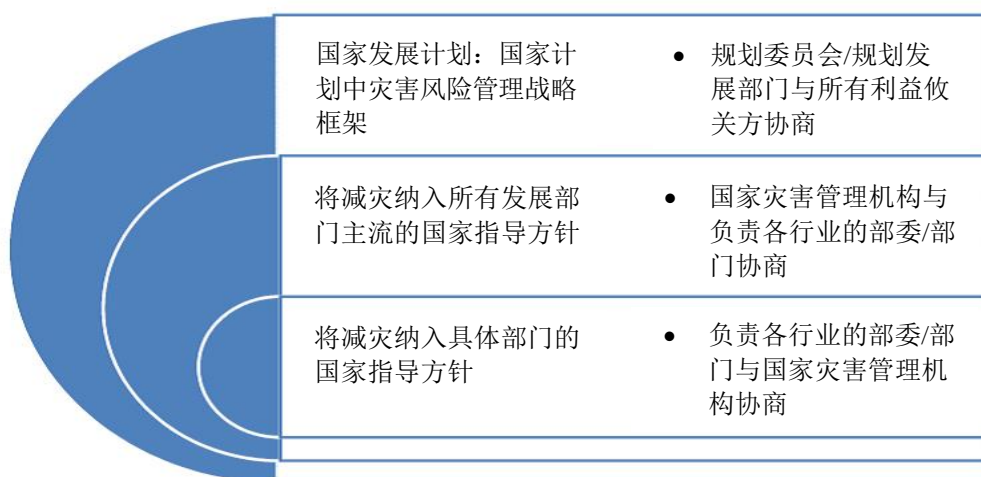 国家发展计划：国家计
划中灾害风险管理战略
框架
• 规划委员会/规划发
展部门与所有利益攸
关方协商
将减灾纳入所有发展部
门主流的国家指导方针
• 国家灾害管理机构与
负责各行业的部委/部
门协商
将减灾纳入具体部门的
国家指导方针
• 负责各行业的部委/部
门与国家灾害管理机
构协商